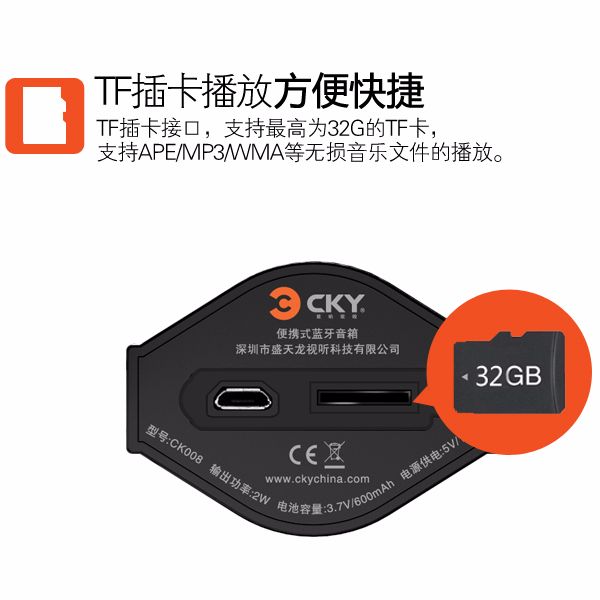 TF插卡播放方便快捷
TF插卡接口，支持最高为32G的TF卡，
支持APE/MP3/WMA等无损音乐文件的播放。
CKY®
便携式蓝牙音箱
深圳市盛天龙视听科技有限公司
32GB
型号:CK008
输出功率:2W
电池容量:3.7V/600mAh
电源供电:5V/
www.ckychina.com